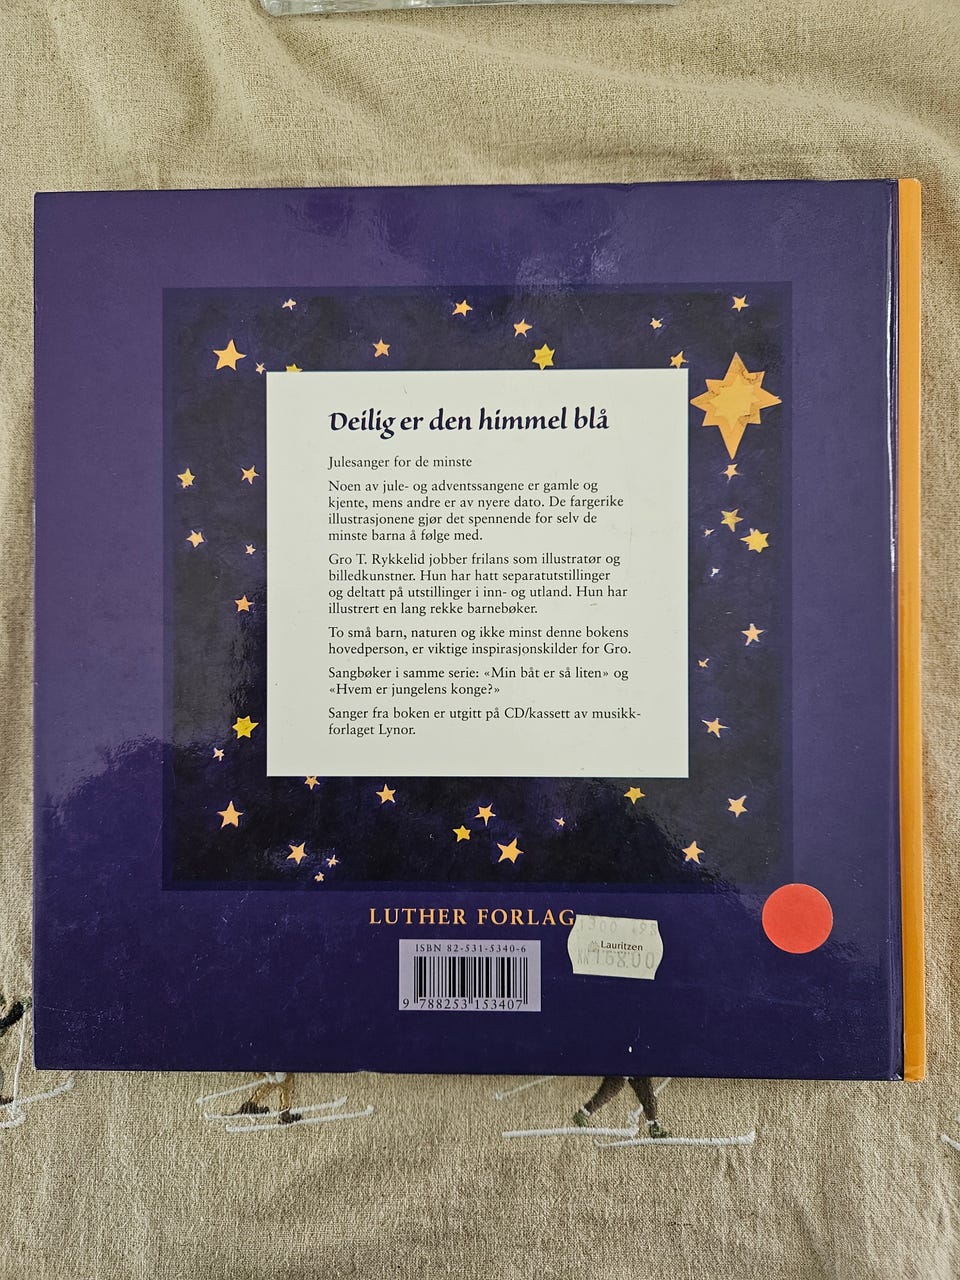 Deilig er den himmel blå
Julesanger for de minste
Noen av jule- og adventssangene er gamle og
kjente, mens andre er av nyere dato. De fargerike
illustrasjonene gjør det spennende for selv de
minste barna å følge med.
Gro T. Rykkelid jobber frilans som illustratør og
billedkunstner. Hun har hatt separatutstillinger
og deltatt på utstillinger i inn- og utland. Hun har
illustrert en lang rekke barnebøker.
To små barn, naturen og ikke minst denne bokens
hovedperson, er viktige inspirasjonskilder for Gro.
Sangbøker i samme serie: «Min båt er så liten» og
«Hvem er jungelens konge?»
Sanger fra boken er utgitt på CD/kassett av musikk-
forlaget Lynor.
LUTHER FORLAG
Lauritzen
168.00
ISBN 82-531-5340-6
9 788253 153407